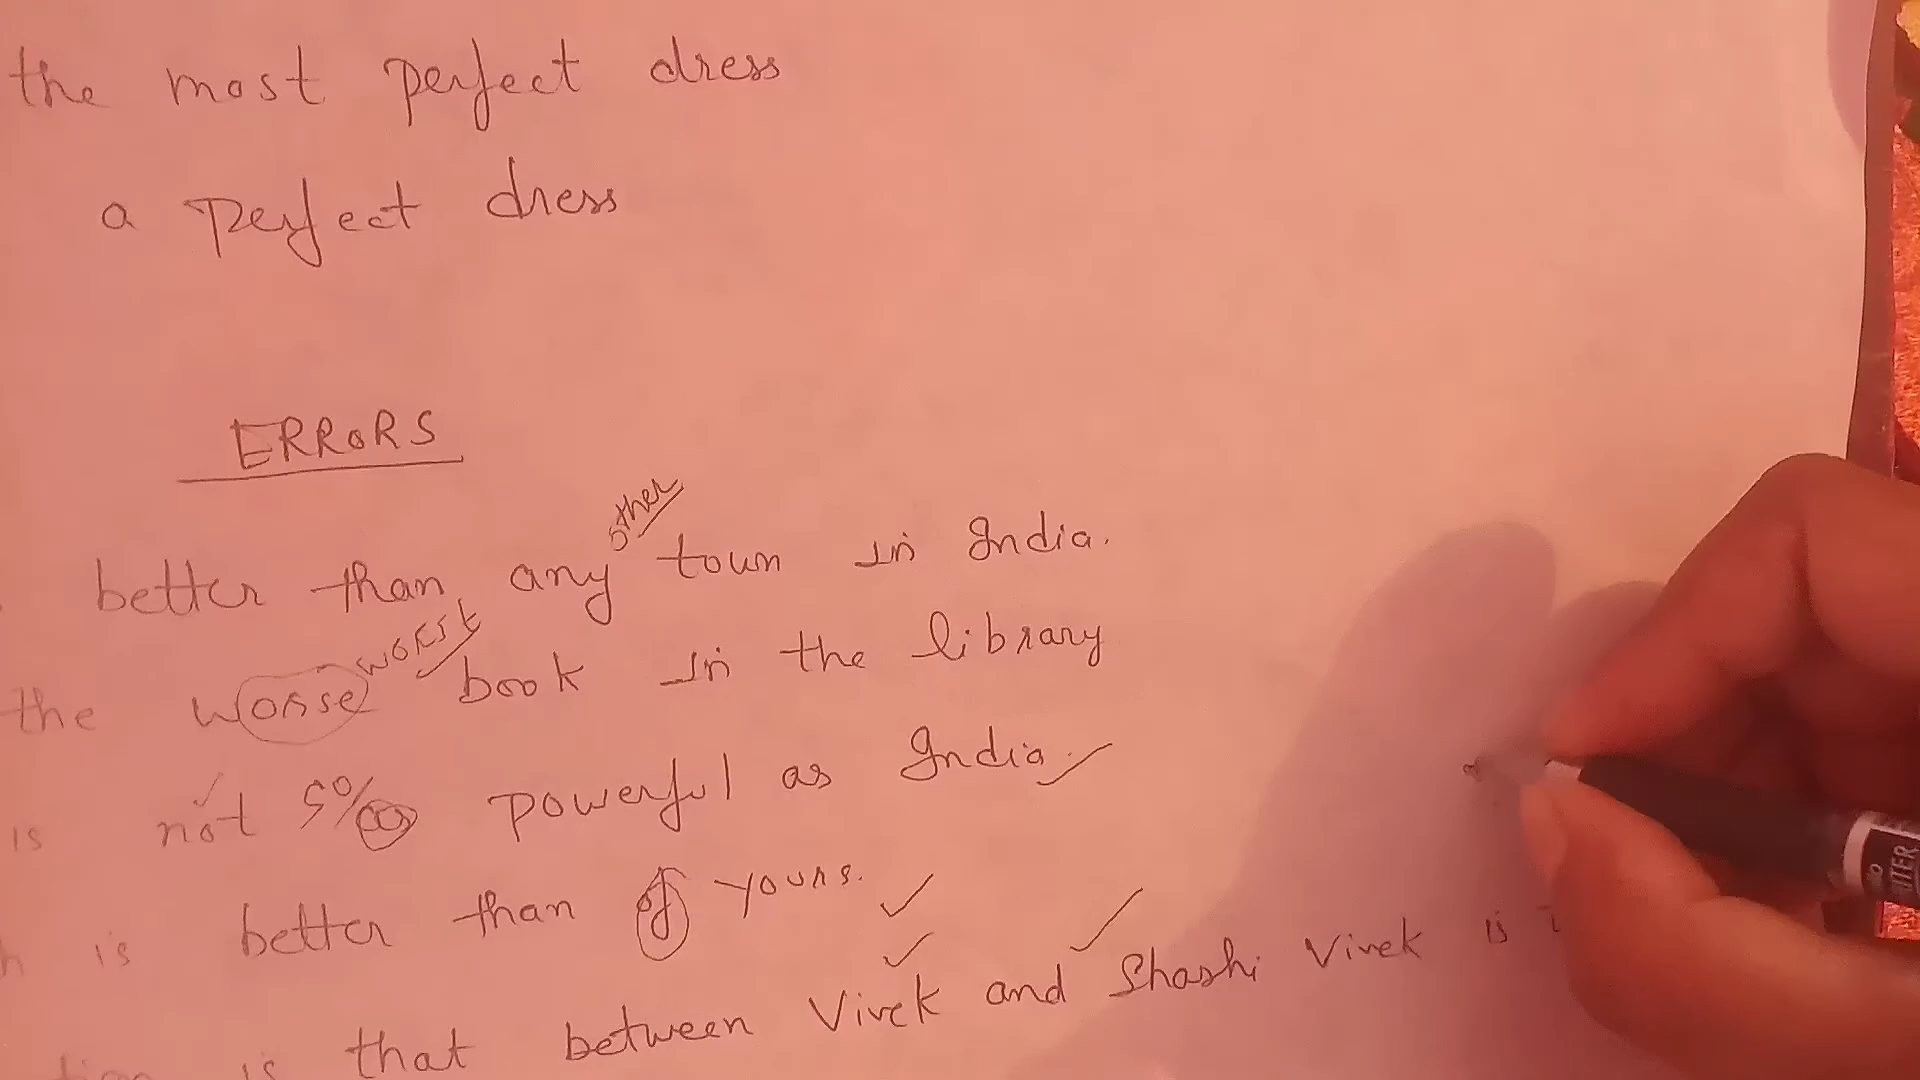 the most perfect dress
a perfect dress
ERRORS
other
better than any town in India.
worst
the worse book in the library
is not so/as powerful as India.
h is better than of yours.
is that between Vivek and Shashi Vivek is